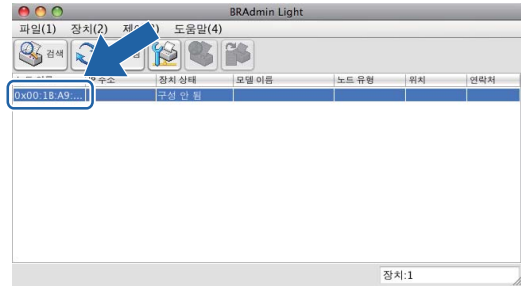 BRAdmin Light
파일(1) 장치(2) 도움말(4)
검색
장치 상태 모델 이름 노드 유형 위치 연락처
0x00:1B:A9:... 구성 안 됨
장치:1